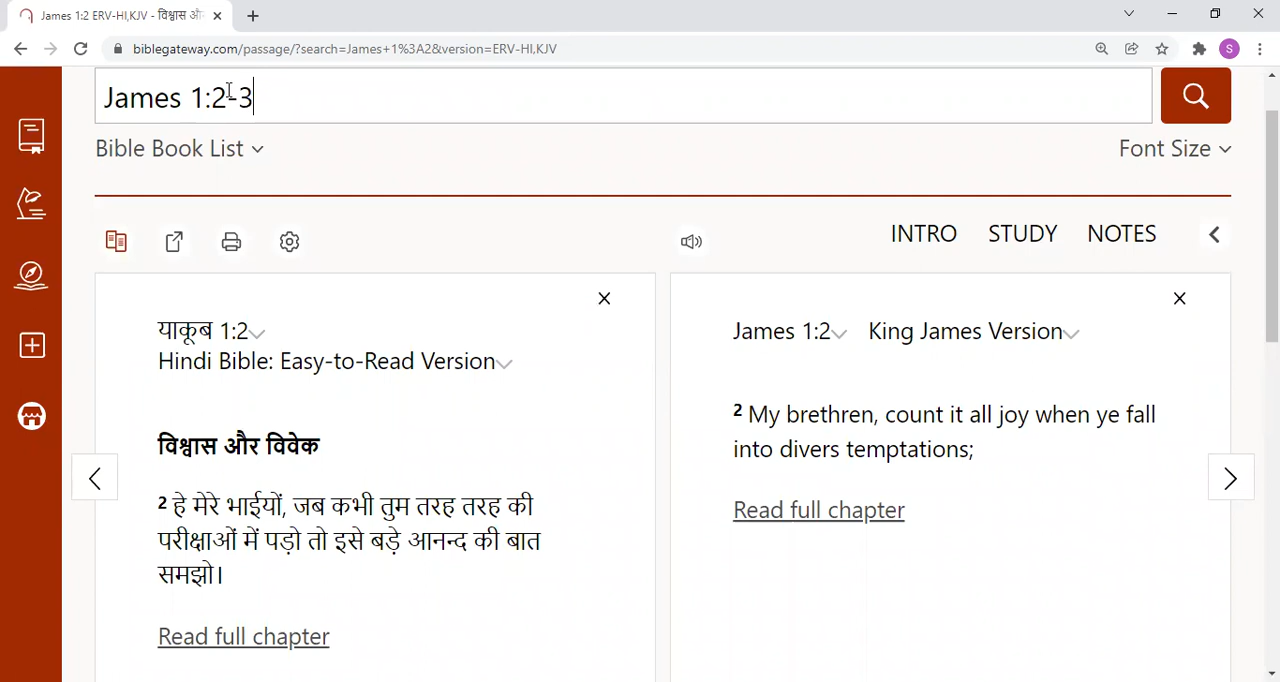 James 1:2 ERV-HI,KJV - विश्वास और
biblegateway.com/passage/?search=James+1%3A2&version=ERV-HI,KJV
S
James 1:2-3
Bible Book List
Font Size
INTRO STUDY NOTES
याकूब 1:2
Hindi Bible: Easy-to-Read Version
विश्वास और विवेक
2 हे मेरे भाईयों, जब कभी तुम तरह तरह की
परीक्षाओं में पड़ो तो इसे बड़े आनन्द की बात
समझो।
Read full chapter
James 1:2 King James Version
2 My brethren, count it all joy when ye fall
into divers temptations;
Read full chapter